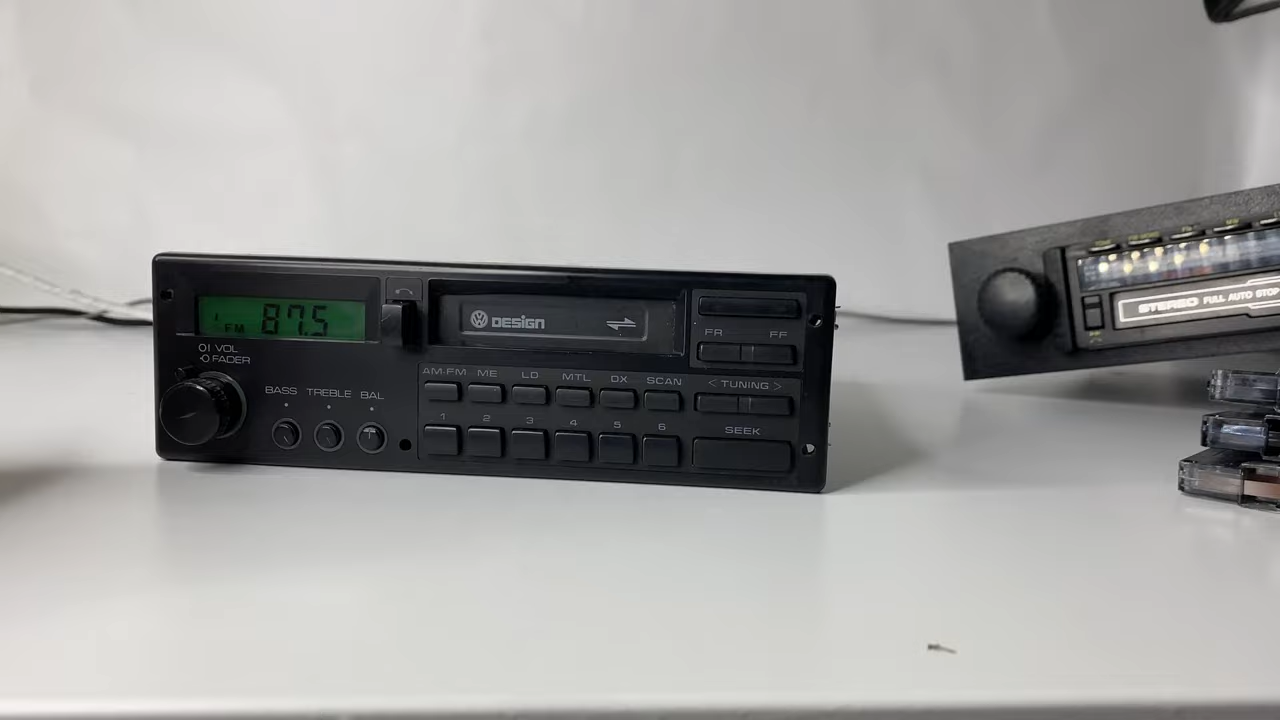 FM 87.5
VOL
FADER
BASS TREBLE BAL
DESIGN
FR FF
AM-FM ME LD MTL DX SCAN
< TUNING >
1 2 3 4 5 6
SEEK
STEREO FULL AUTO STOP